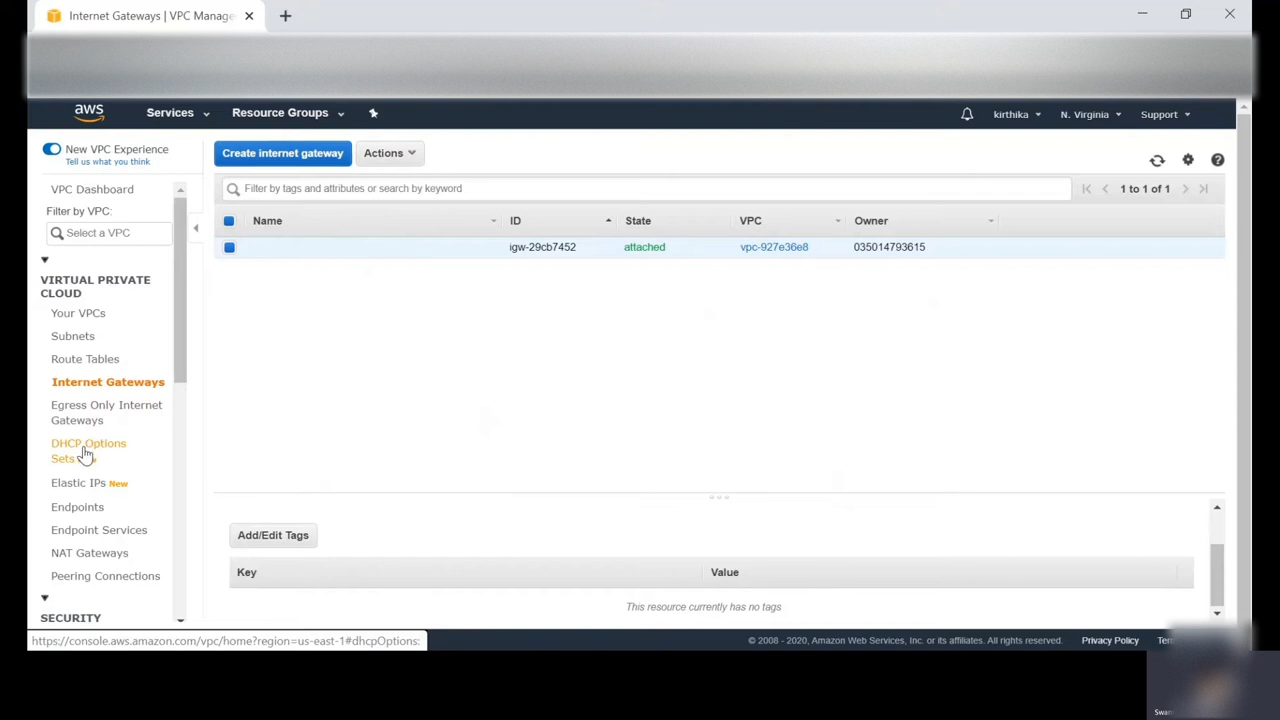 Internet Gateways | VPC Manage
aws
Services
Resource Groups
kirthika
N. Virginia
Support
New VPC Experience
Tell us what you think
VPC Dashboard
Filter by VPC:
Select a VPC
VIRTUAL PRIVATE
CLOUD
Your VPCs
Subnets
Route Tables
Internet Gateways
Egress Only Internet
Gateways
DHCP Options
Sets
Elastic IPs New
Endpoints
Endpoint Services
NAT Gateways
Peering Connections
SECURITY
Create internet gateway
Actions
Filter by tags and attributes or search by keyword
1 to 1 of 1
Name ID State VPC Owner
igw-29cb7452 attached vpc-927e36e8 035014793615
Add/Edit Tags
Key Value
This resource currently has no tags
https://console.aws.amazon.com/vpc/home?region=us-east-1#dhcpOptions:
© 2008 - 2020, Amazon Web Services, Inc. or its affiliates. All rights reserved. Privacy Policy